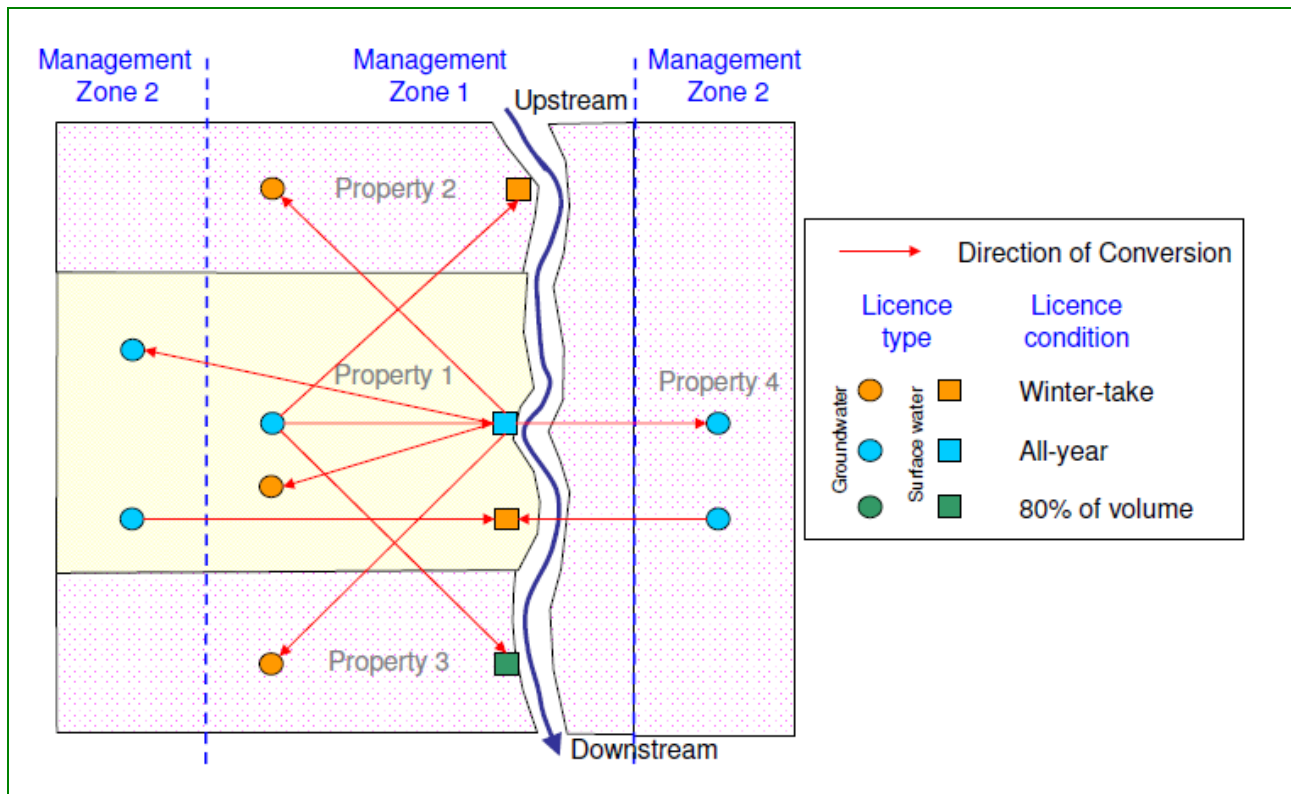 Management
Zone 2
Management
Zone 1
Management
Zone 2
Upstream
Property 2
Property 1
Property 4
Property 3
Downstream
Direction of Conversion
Licence
type
Licence
condition
Groundwater
Surface water
Winter-take
All-year
80% of volume